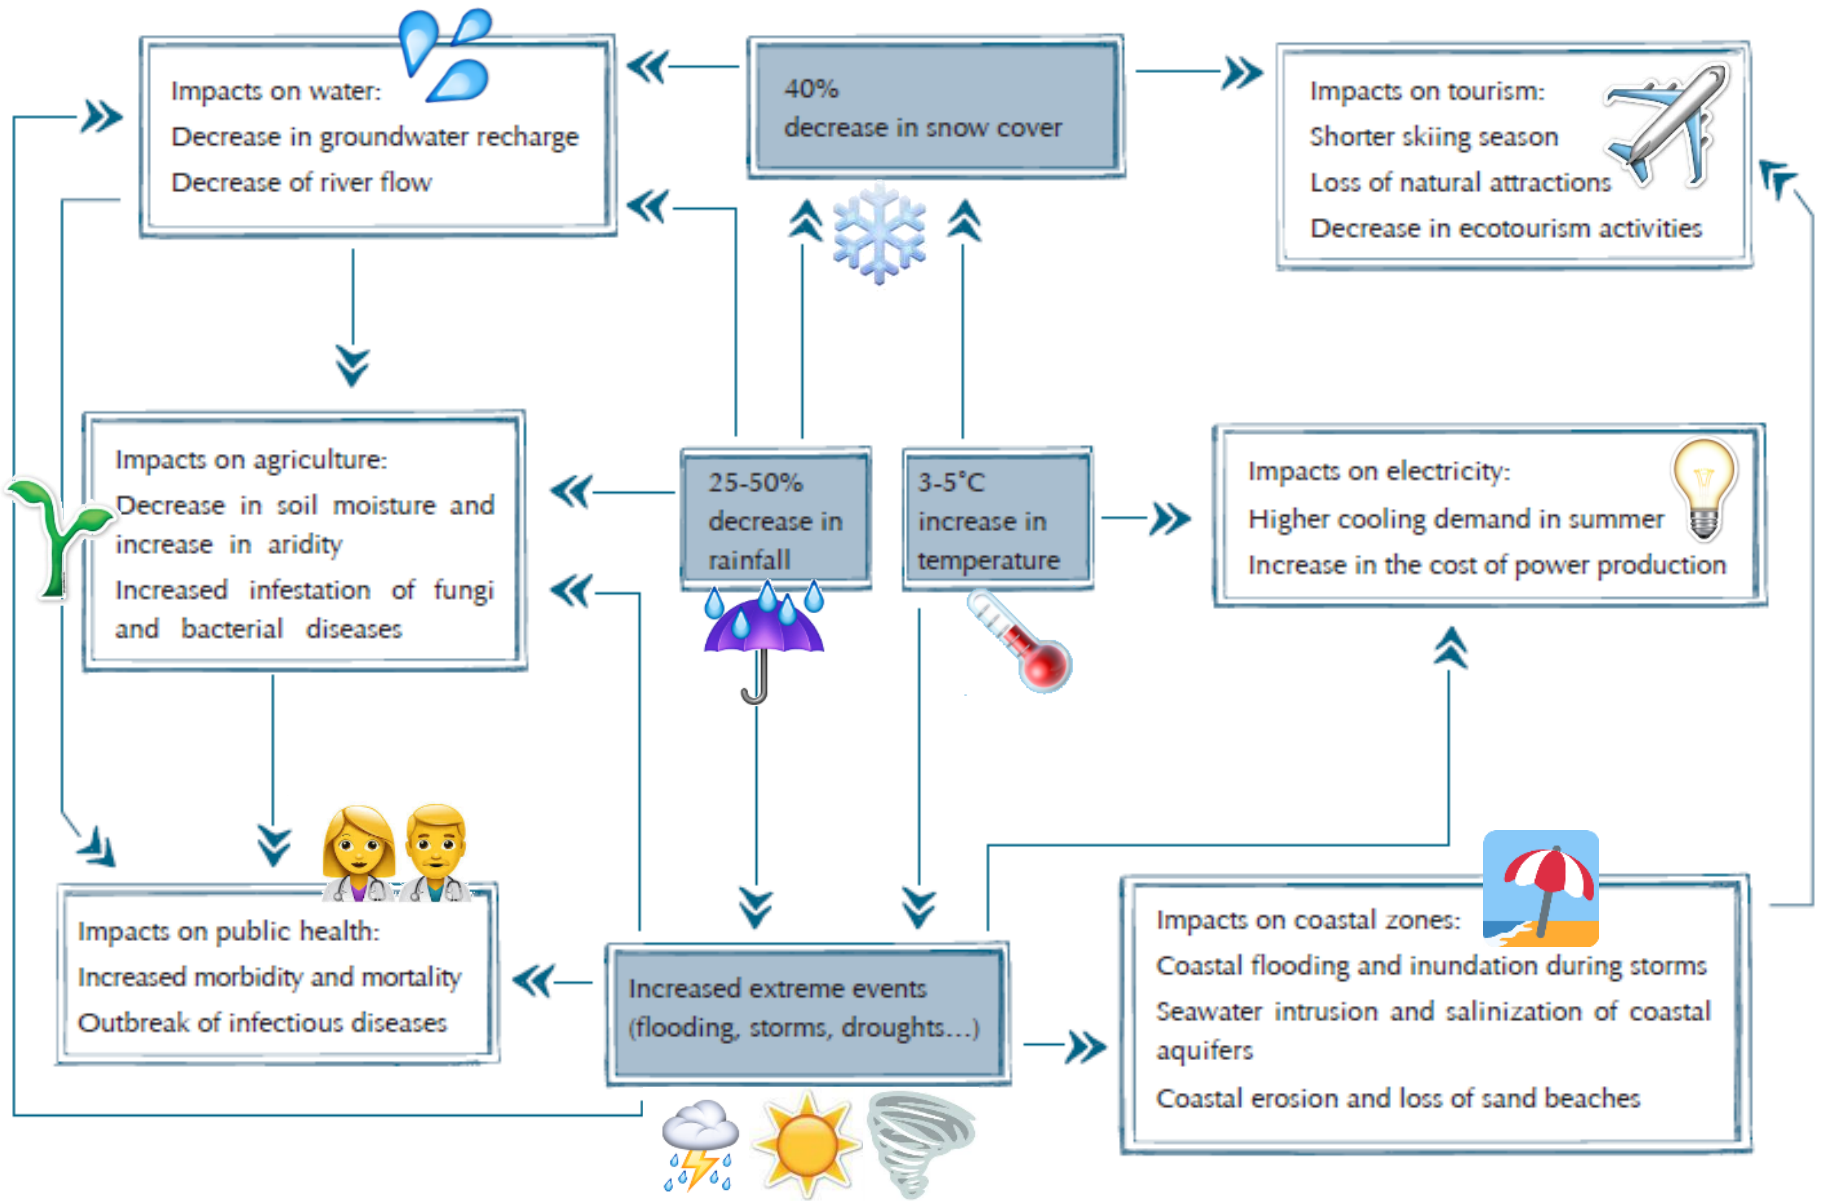 Impacts on water:
Decrease in groundwater recharge
Decrease of river flow
40%
decrease in snow cover
Impacts on tourism:
Shorter skiing season
Loss of natural attractions
Decrease in ecotourism activities
Impacts on agriculture:
Decrease in soil moisture and
increase in aridity
Increased infestation of fungi
and bacterial diseases
25-50%
decrease in
rainfall
3-5°C
increase in
temperature
Impacts on electricity:
Higher cooling demand in summer
Increase in the cost of power production
Impacts on public health:
Increased morbidity and mortality
Outbreak of infectious diseases
Increased extreme events
(flooding, storms, droughts...)
Impacts on coastal zones:
Coastal flooding and inundation during storms
Seawater intrusion and salinization of coastal
aquifers
Coastal erosion and loss of sand beaches